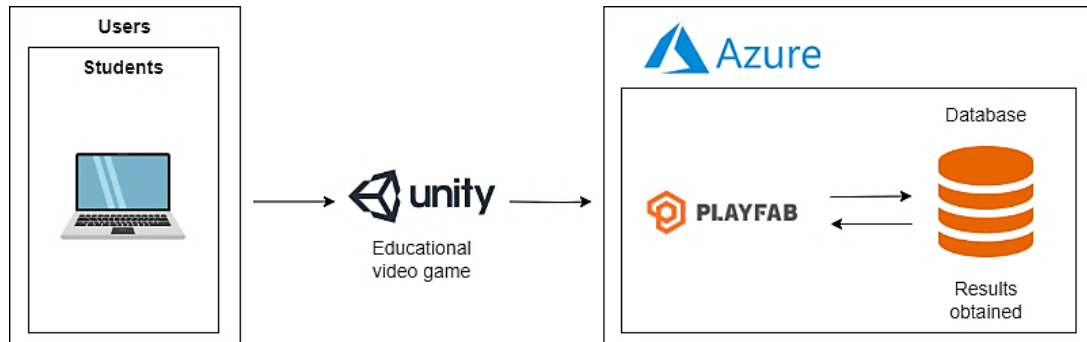 Users
Students
unity
Educational
video game
Azure
PLAYFAB
Database
Results
obtained